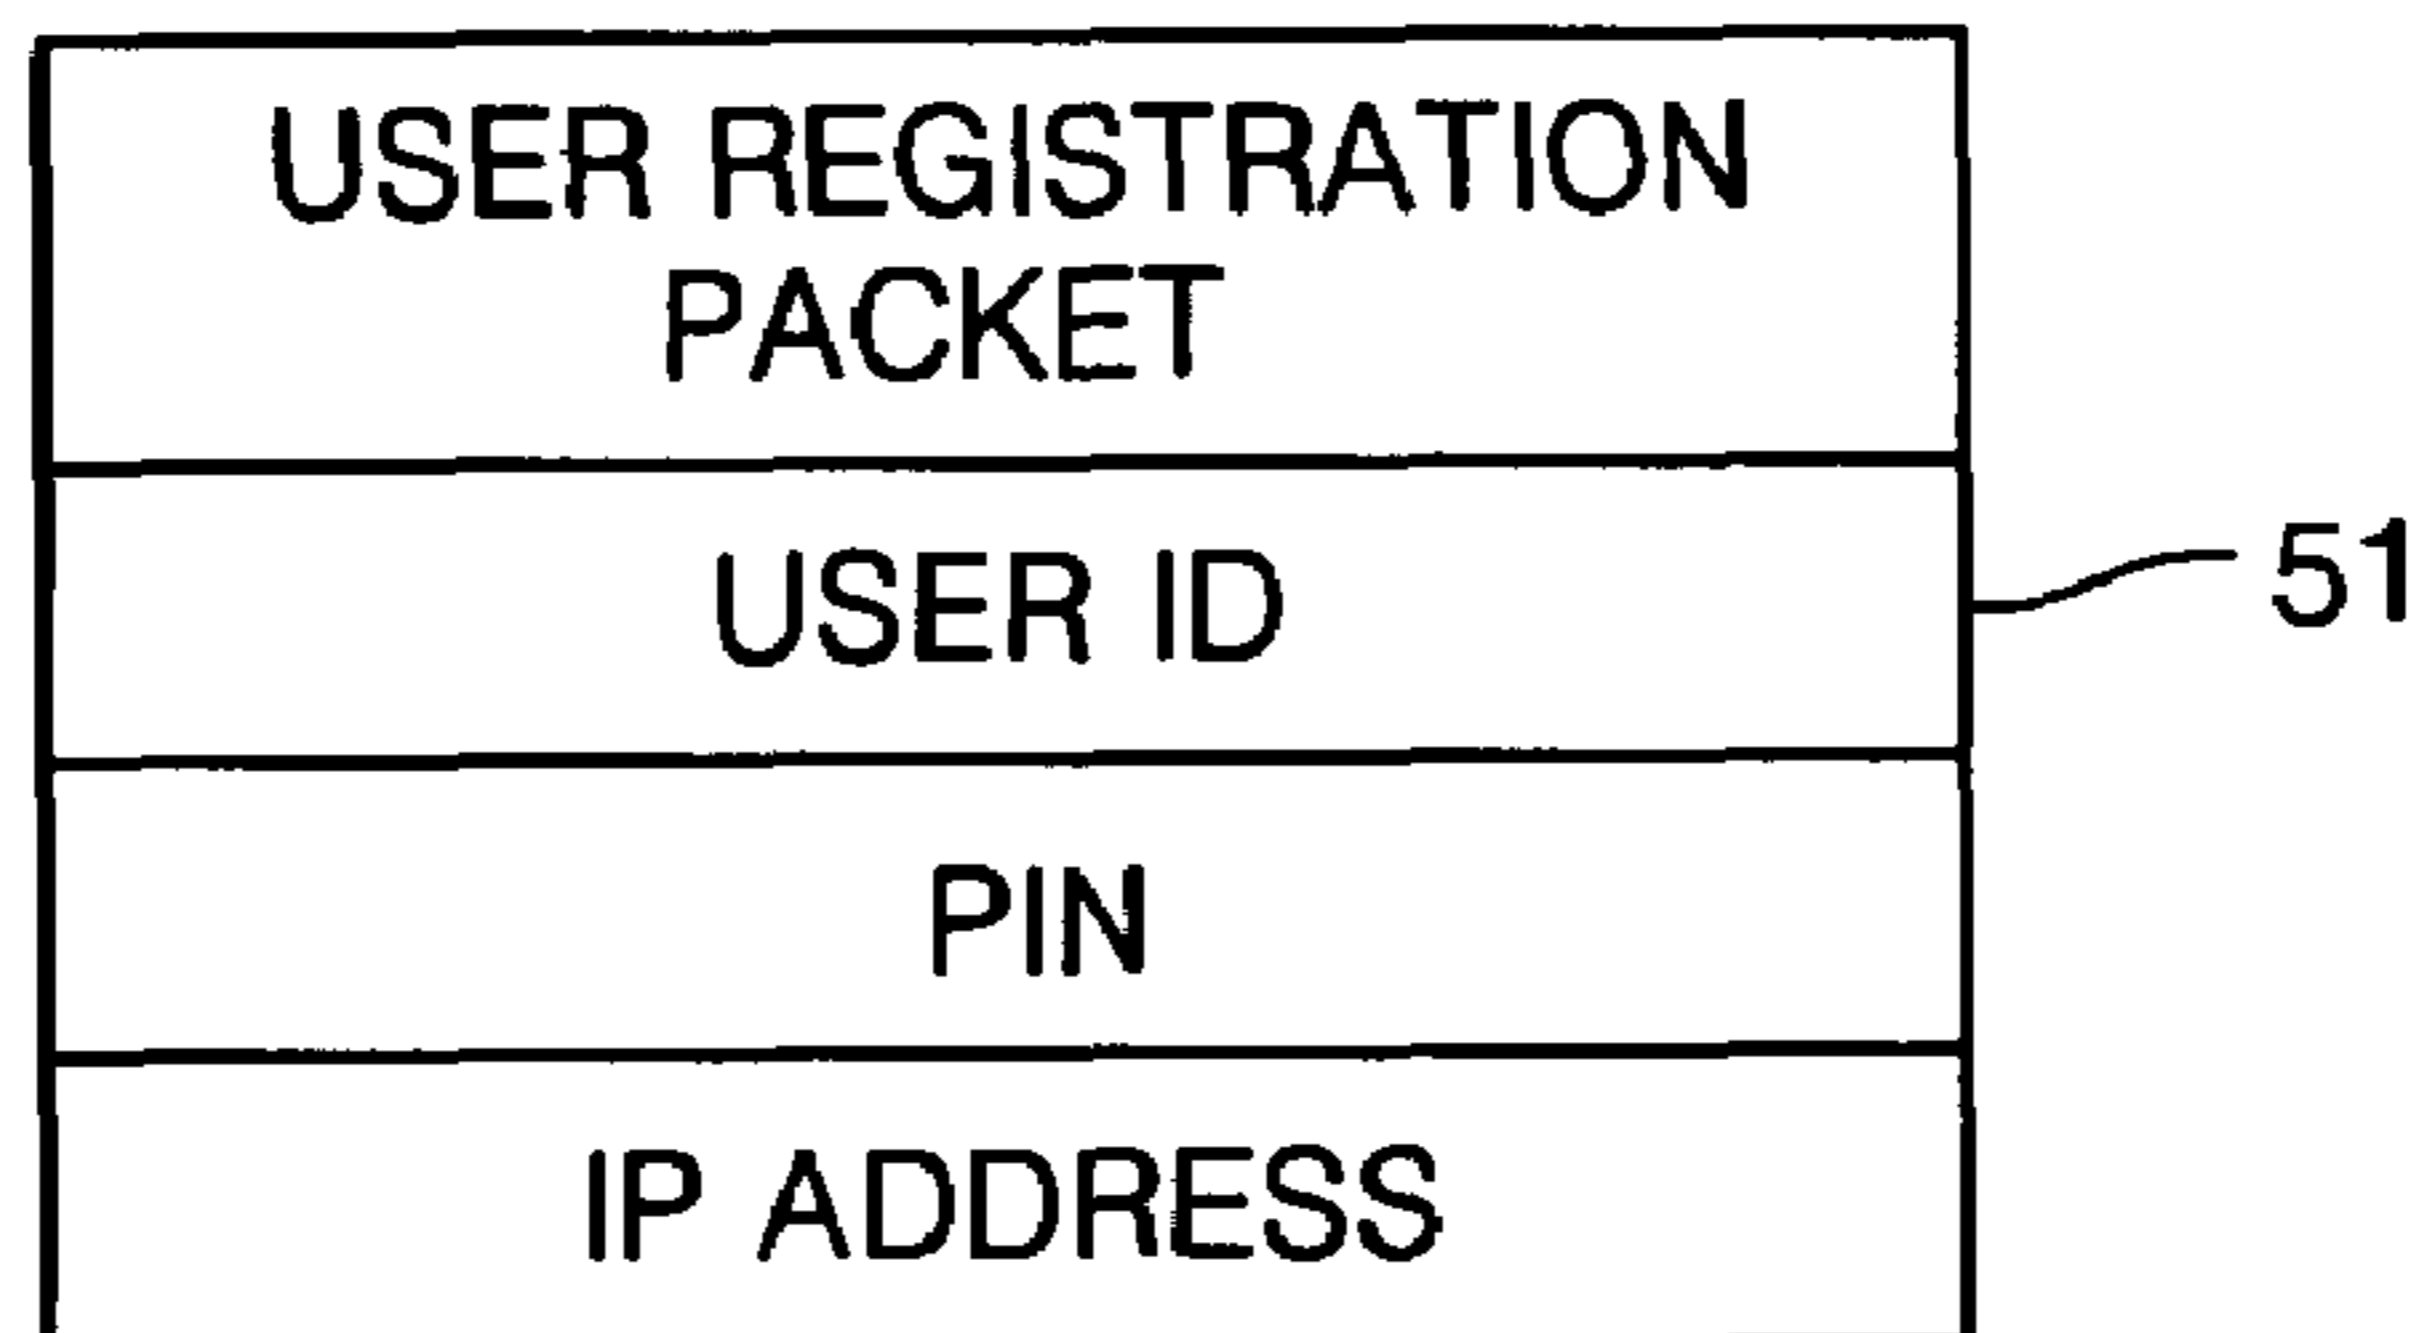 USER REGISTRATION
PACKET
USER ID
51
PIN
IP ADDRESS